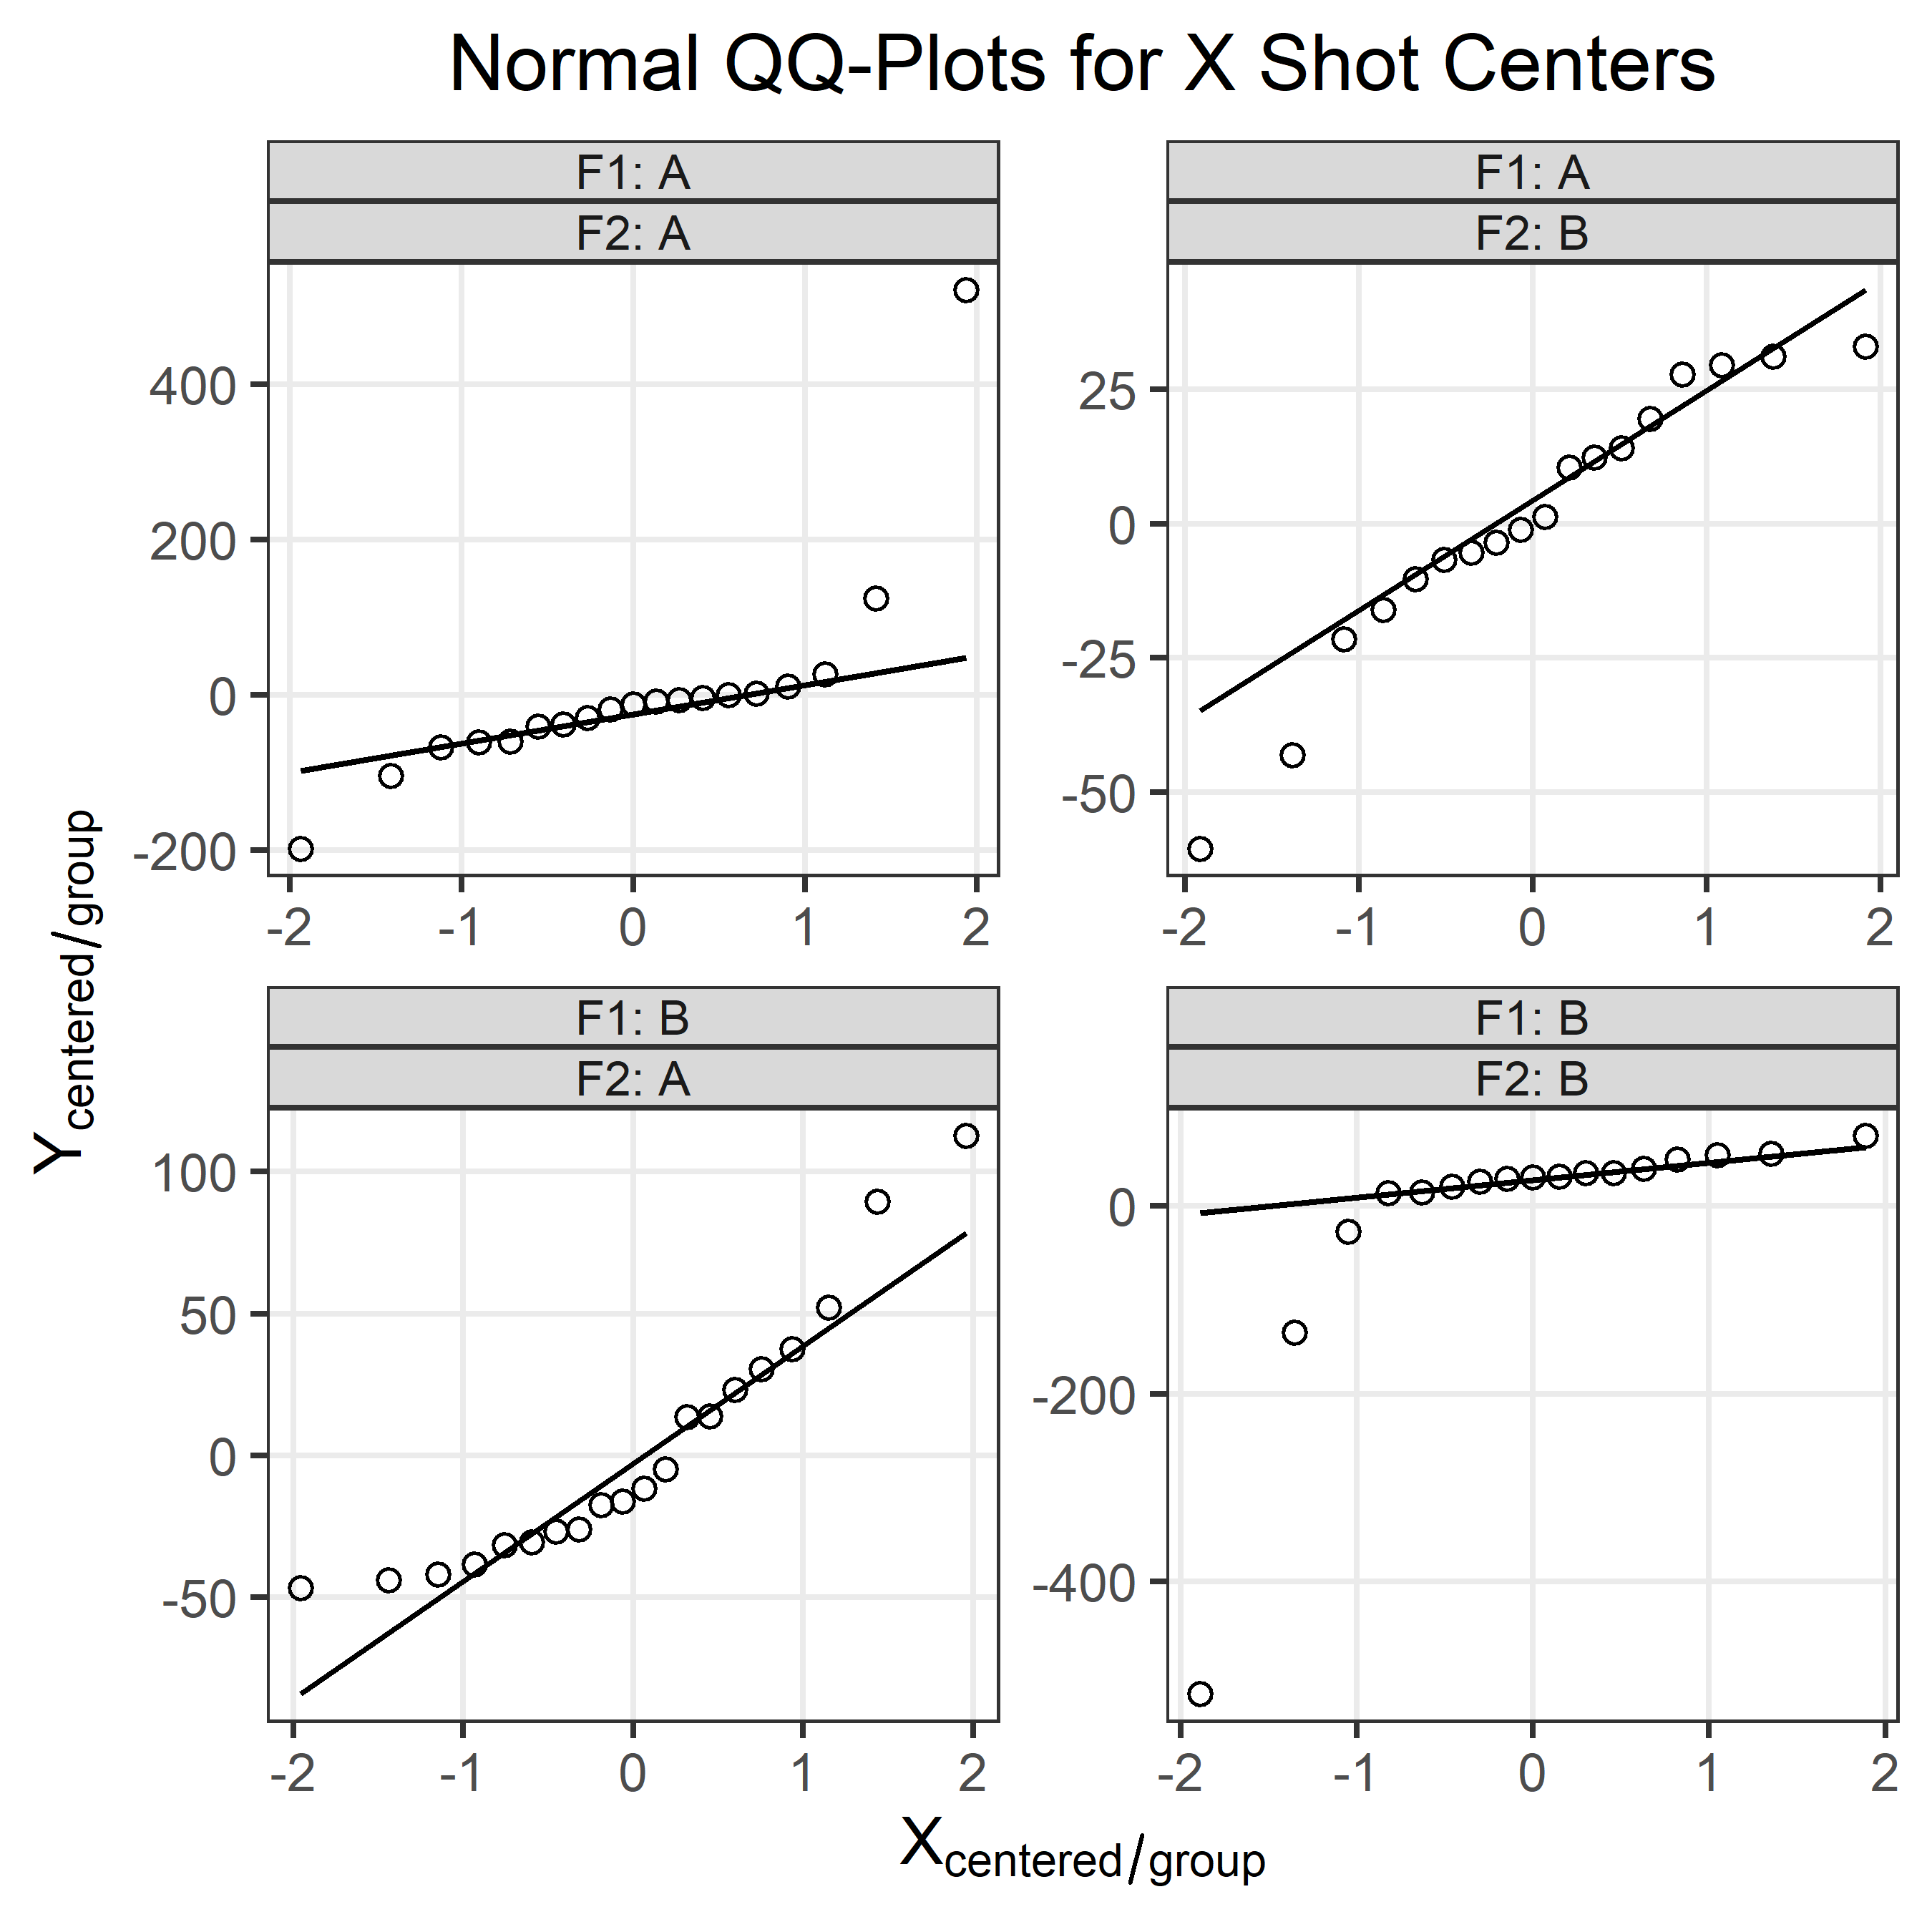 Normal QQ-Plots for X Shot Centers
F1: A
F2: A
400
200
0
-200
-2 -1 0 1 2
F1: A
F2: B
25
0
-25
-50
-2 -1 0 1 2
F1: B
F2: A
100
50
0
-50
-2 -1 0 1 2
F1: B
F2: B
0
-200
-400
-2 -1 0 1 2
Ycentered/group
Xcentered/group